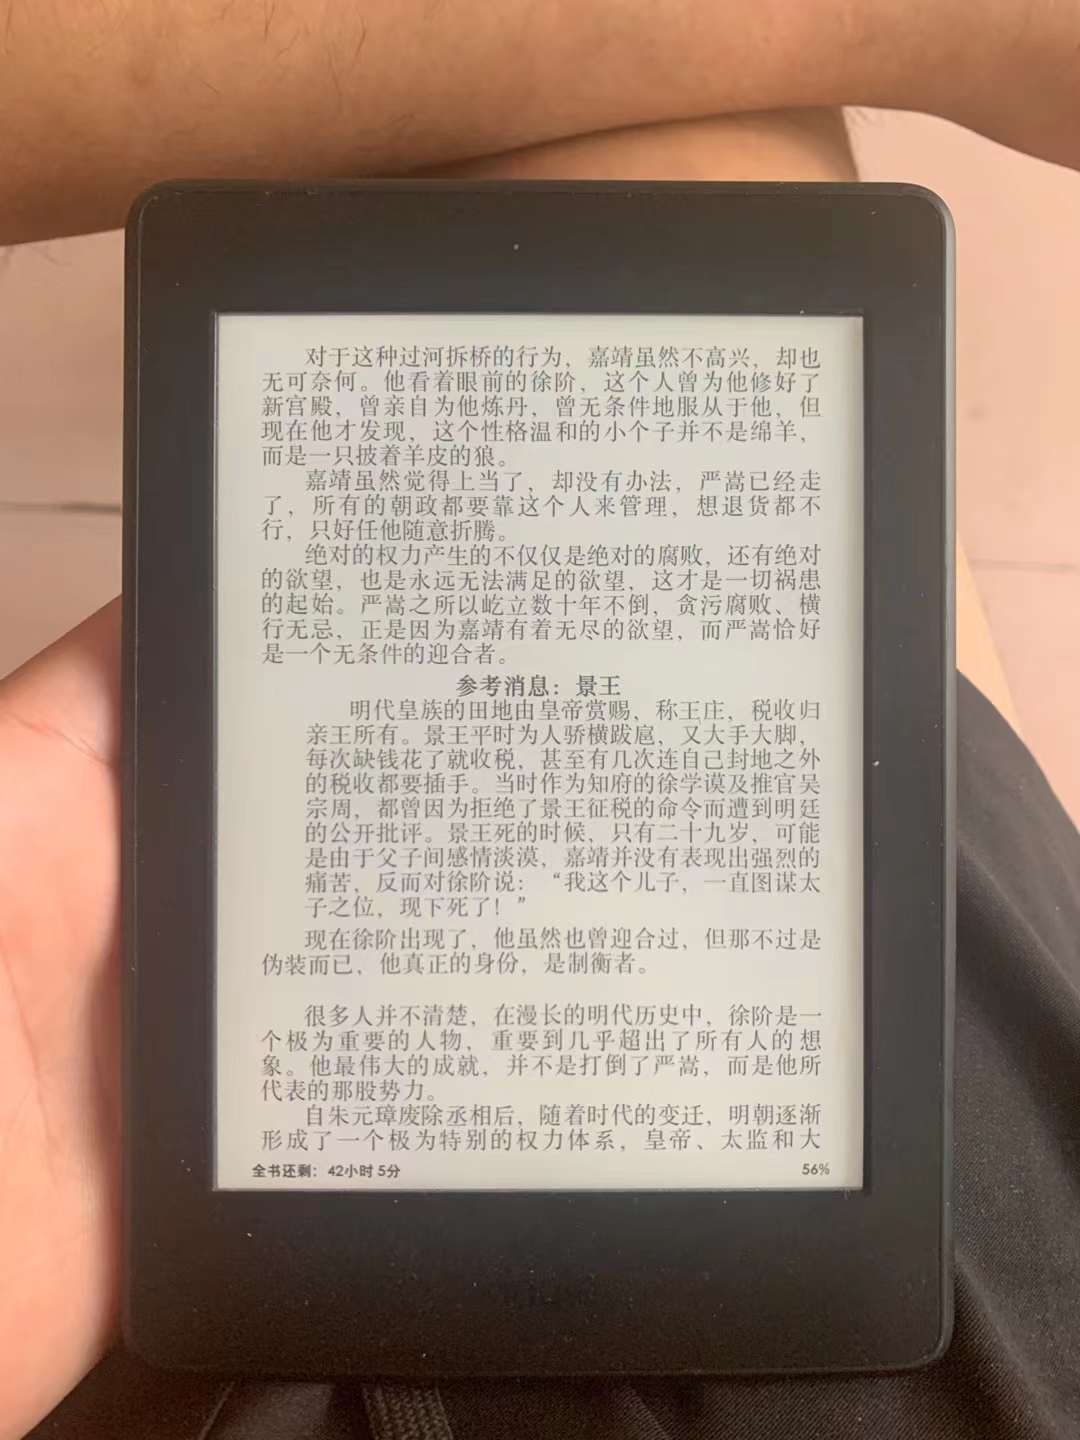 对于这种过河拆桥的行为，嘉靖虽然不高兴，却也
无可奈何。他看着眼前的徐阶，这个人曾为他修好了
新宫殿，曾亲自为他炼丹，曾无条件地服从于他，但
现在他才发现，这个性格温和的小个子并不是绵羊，
而是一只披着羊皮的狼。
嘉靖虽然觉得上当了，却没有办法，严嵩已经走
了，所有的朝政都要靠这个人来管理，想退货都不
行，只好任他随意折腾。
绝对的权力产生的不仅仅是绝对的腐败，还有绝对
的欲望，也是永远无法满足的欲望，这才是一切祸患
的起始。严嵩之所以屹立数十年不倒，贪污腐败、横
行无忌，正是因为嘉靖有着无尽的欲望，而严嵩恰好
是一个无条件的迎合者。
参考消息：景王
明代皇族的田地由皇帝赏赐，称王庄，税收归
亲王所有。景王平时为人骄横跋扈，又大手大脚，
每次缺钱花了就收税，甚至有几次连自己封地之外
的税收都要插手。当时作为知府的徐学谟及推官吴
宗周，都曾因为拒绝了景王征税的命令而遭到明廷
的公开批评。景王死的时候，只有二十九岁，可能
是由于父子间感情淡漠，嘉靖并没有表现出强烈的
痛苦，反而对徐阶说：“我这个儿子，一直图谋太
子之位，现下死了！”
现在徐阶出现了，他虽然也曾迎合过，但那不过是
伪装而已，他真正的身份，是制衡者。
很多人并不清楚，在漫长的明代历史中，徐阶是一
个极为重要的人物，重要到几乎超出了所有人的想
象。他最伟大的成就，并不是打倒了严嵩，而是他所
代表的那股势力。
自朱元璋废除丞相后，随着时代的变迁，明朝逐渐
形成了一个极为特别的权力体系，皇帝、太监和大
全书还剩：42小时 5分
56%